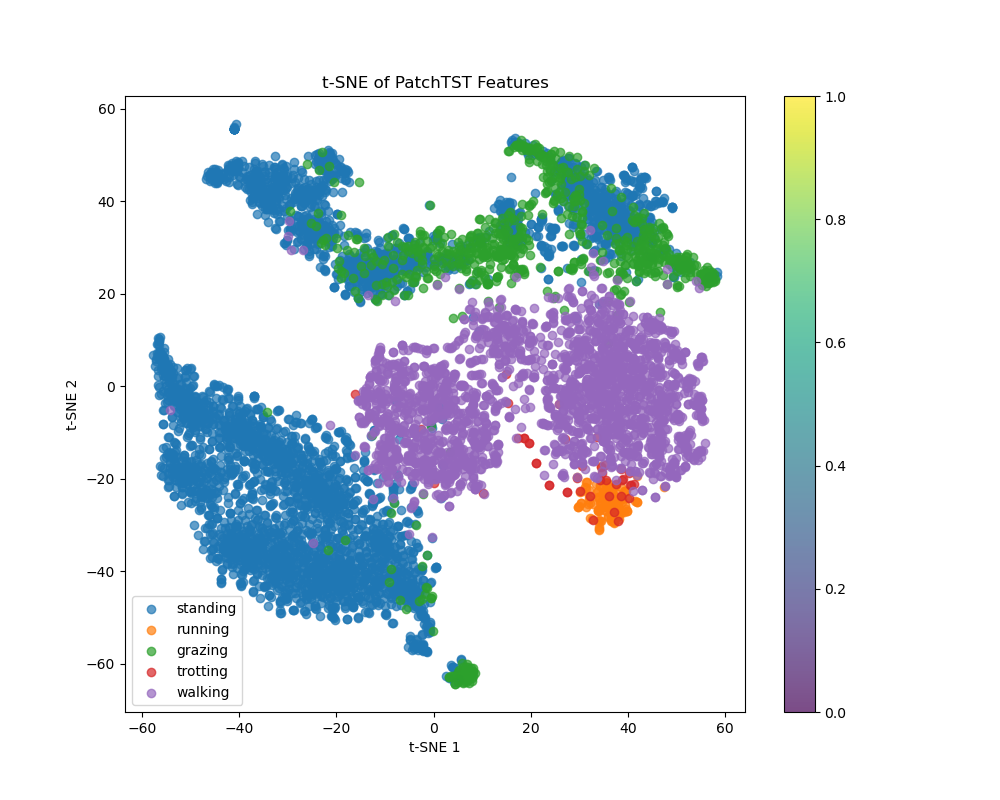 t-SNE of PatchTST Features
60
40
20
0
−20
−40
−60
t-SNE 2
−60
−40
−20
0
20
40
60
t-SNE 1
standing
running
grazing
trotting
walking
1.0
0.8
0.6
0.4
0.2
0.0